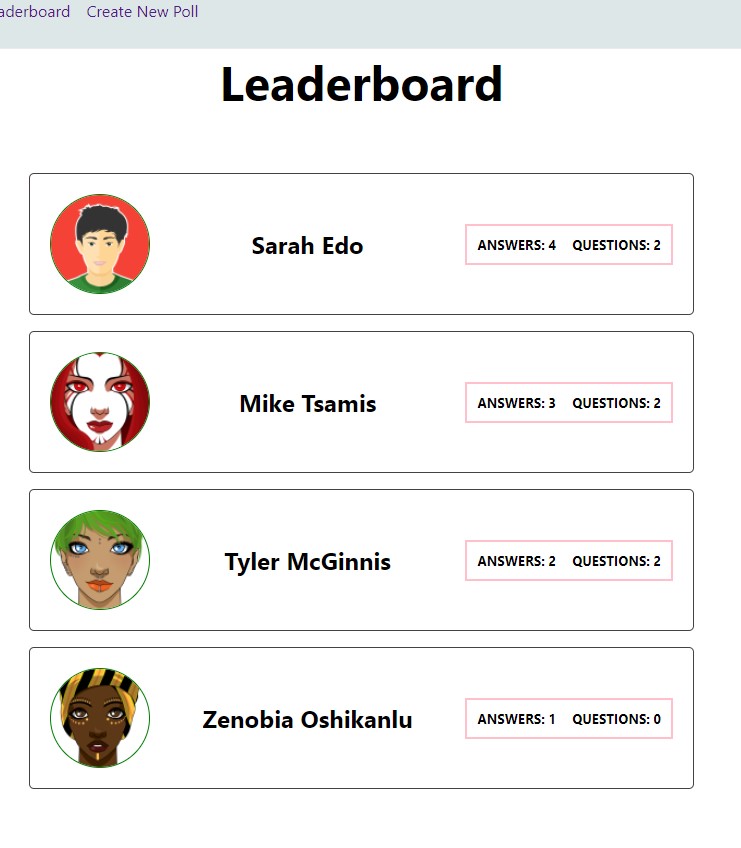 aderboard Create New Poll
Leaderboard
Sarah Edo
ANSWERS: 4 QUESTIONS: 2
Mike Tsamis
ANSWERS: 3 QUESTIONS: 2
Tyler McGinnis
ANSWERS: 2 QUESTIONS: 2
Zenobia Oshikanlu
ANSWERS: 1 QUESTIONS: 0